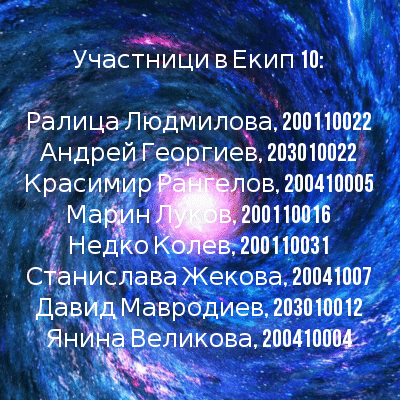 Участници в Екип 10:
Ралица Людмилова, 200110022
Андрей Георгиев, 203010022
Красимир Рангелов, 200410005
Марин Луков, 200110016
Недко Колев, 200110031
Станислава Жекова, 20041007
Давид Мавродиев, 203010012
Янина Великова, 200410004